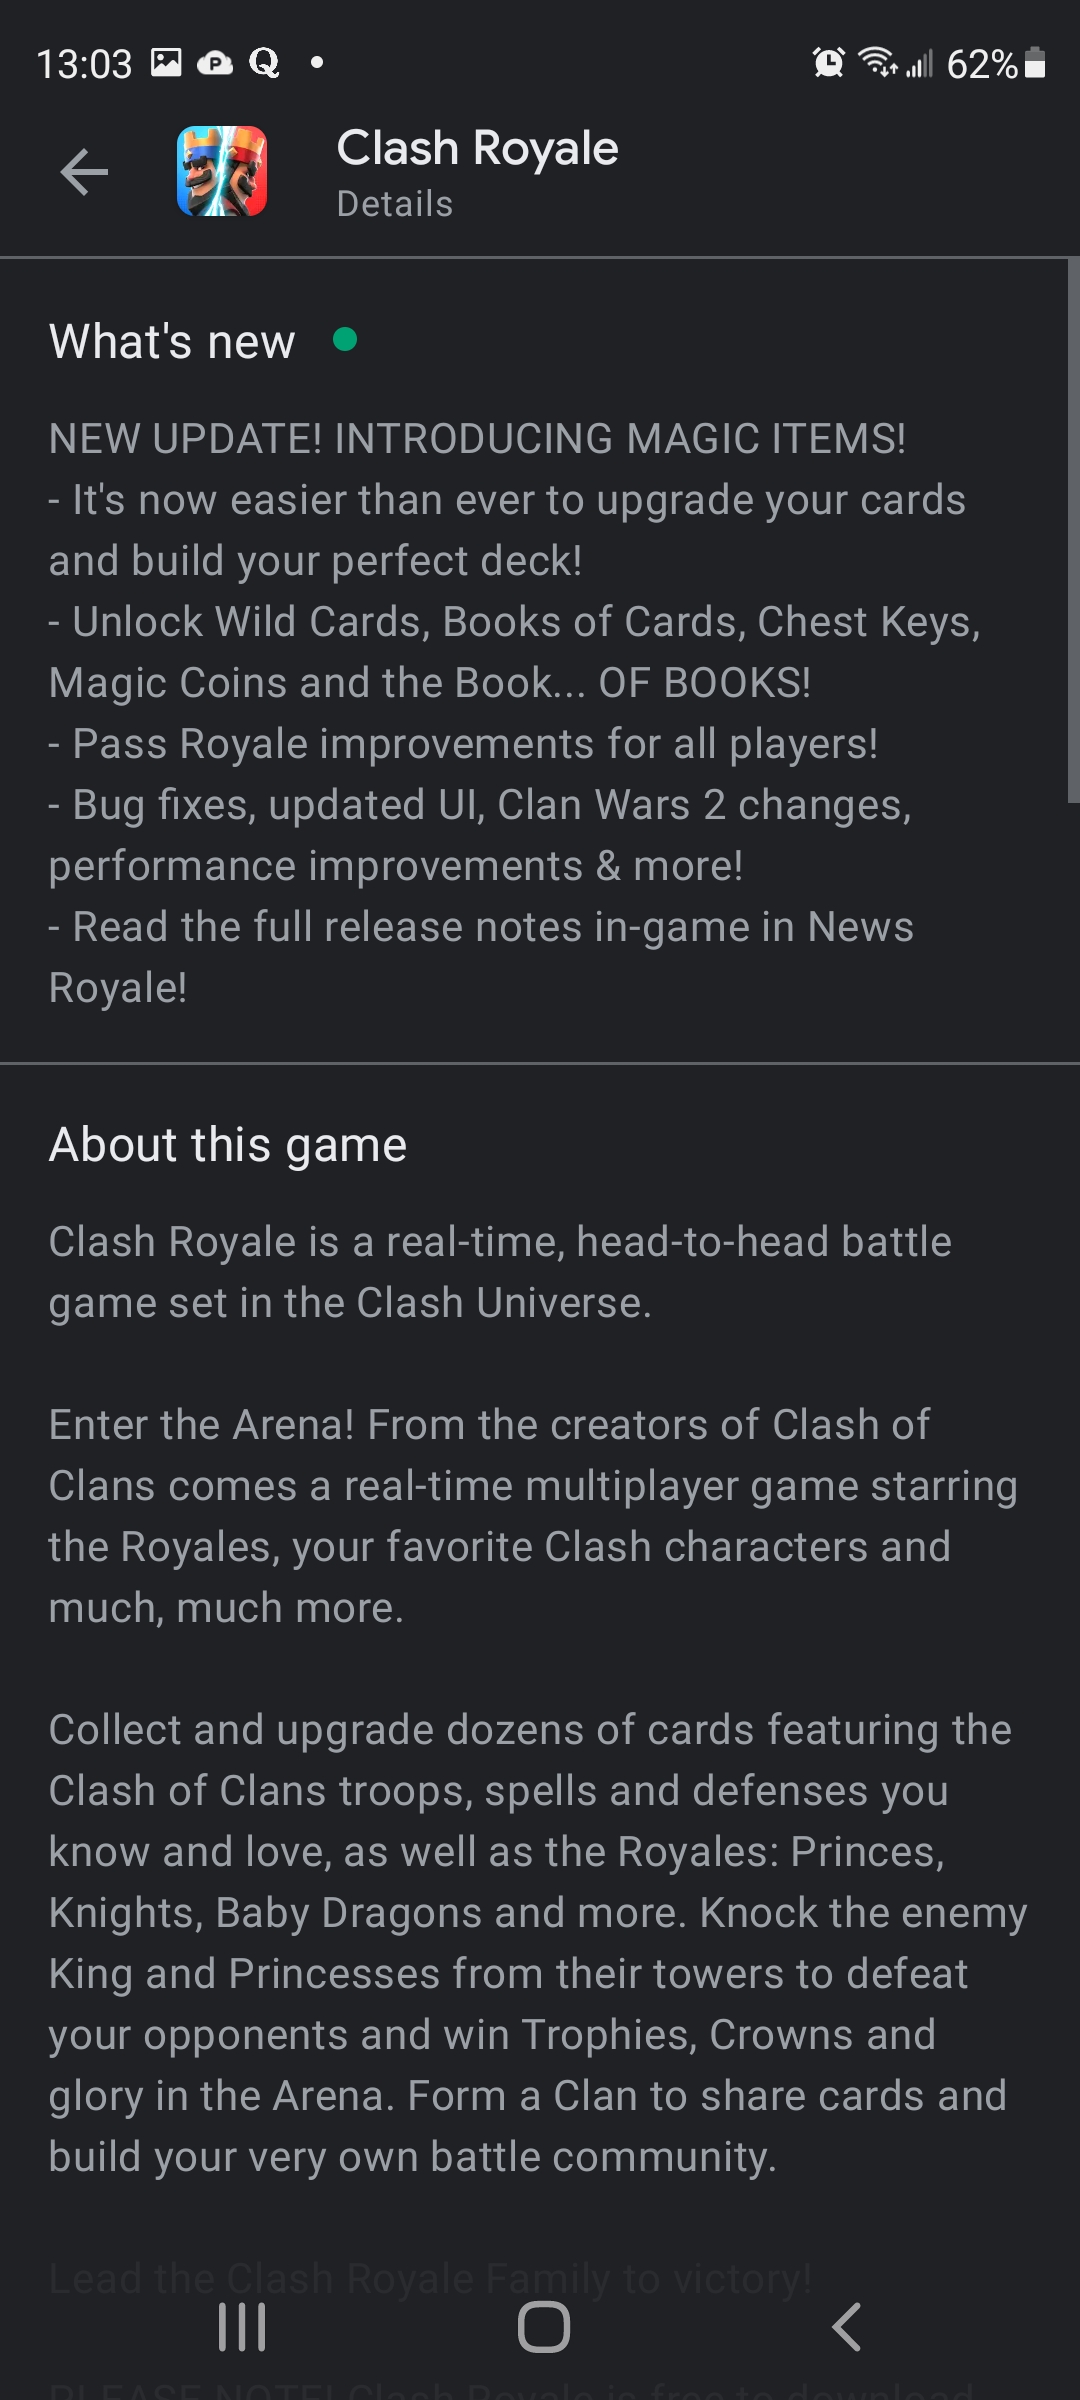 13:03 P Q 62%
Clash Royale
Details
What's new
NEW UPDATE! INTRODUCING MAGIC ITEMS!
- It's now easier than ever to upgrade your cards
and build your perfect deck!
- Unlock Wild Cards, Books of Cards, Chest Keys,
Magic Coins and the Book... OF BOOKS!
- Pass Royale improvements for all players!
- Bug fixes, updated UI, Clan Wars 2 changes,
performance improvements & more!
- Read the full release notes in-game in News
Royale!
About this game
Clash Royale is a real-time, head-to-head battle
game set in the Clash Universe.
Enter the Arena! From the creators of Clash of
Clans comes a real-time multiplayer game starring
the Royales, your favorite Clash characters and
much, much more.
Collect and upgrade dozens of cards featuring the
Clash of Clans troops, spells and defenses you
know and love, as well as the Royales: Princes,
Knights, Baby Dragons and more. Knock the enemy
King and Princesses from their towers to defeat
your opponents and win Trophies, Crowns and
glory in the Arena. Form a Clan to share cards and
build your very own battle community.
Lead the Clash Royale Family to victory!
PLEASE NOTE! Clash Royale is free to download